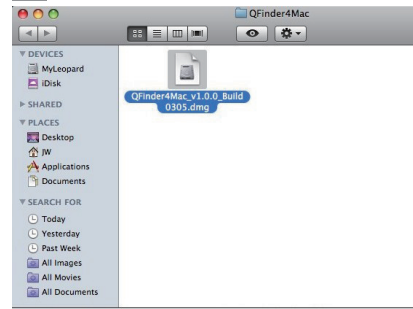 QFinder4Mac
DEVICES
MyLeopard
iDisk
SHARED
PLACES
Desktop
JW
Applications
Documents
SEARCH FOR
Today
Yesterday
Past Week
All Images
All Movies
All Documents
QFinder4Mac_v1.0.0_Build
0305.dmg